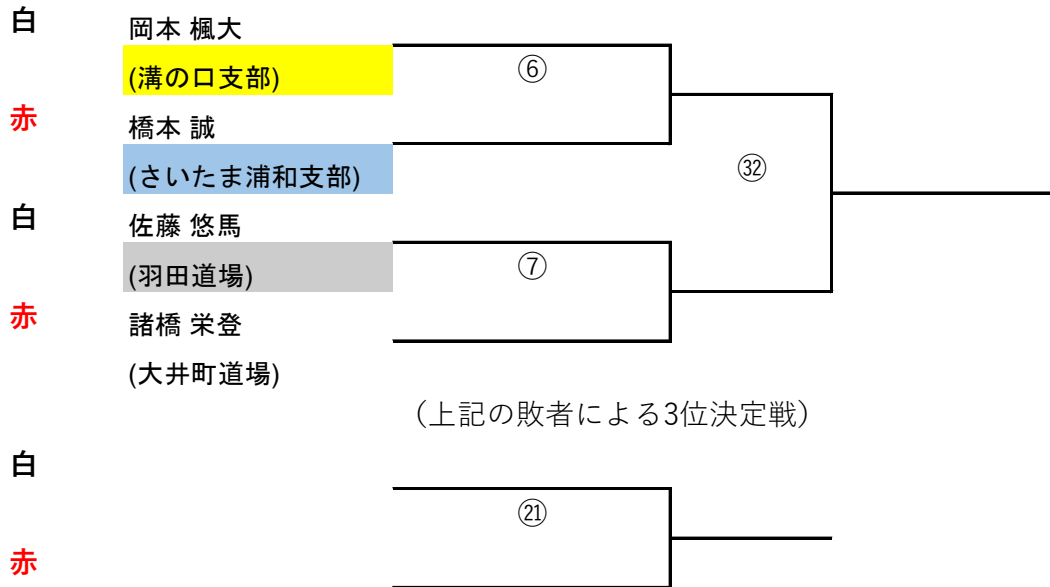 白
岡本 楓大
(溝の口支部)
⑥
赤
橋本 誠
(さいたま浦和支部)
㉜
白
佐藤 悠馬
(羽田道場)
⑦
赤
諸橋 栄登
(大井町道場)
（上記の敗者による3位決定戦）
白
㉑
赤